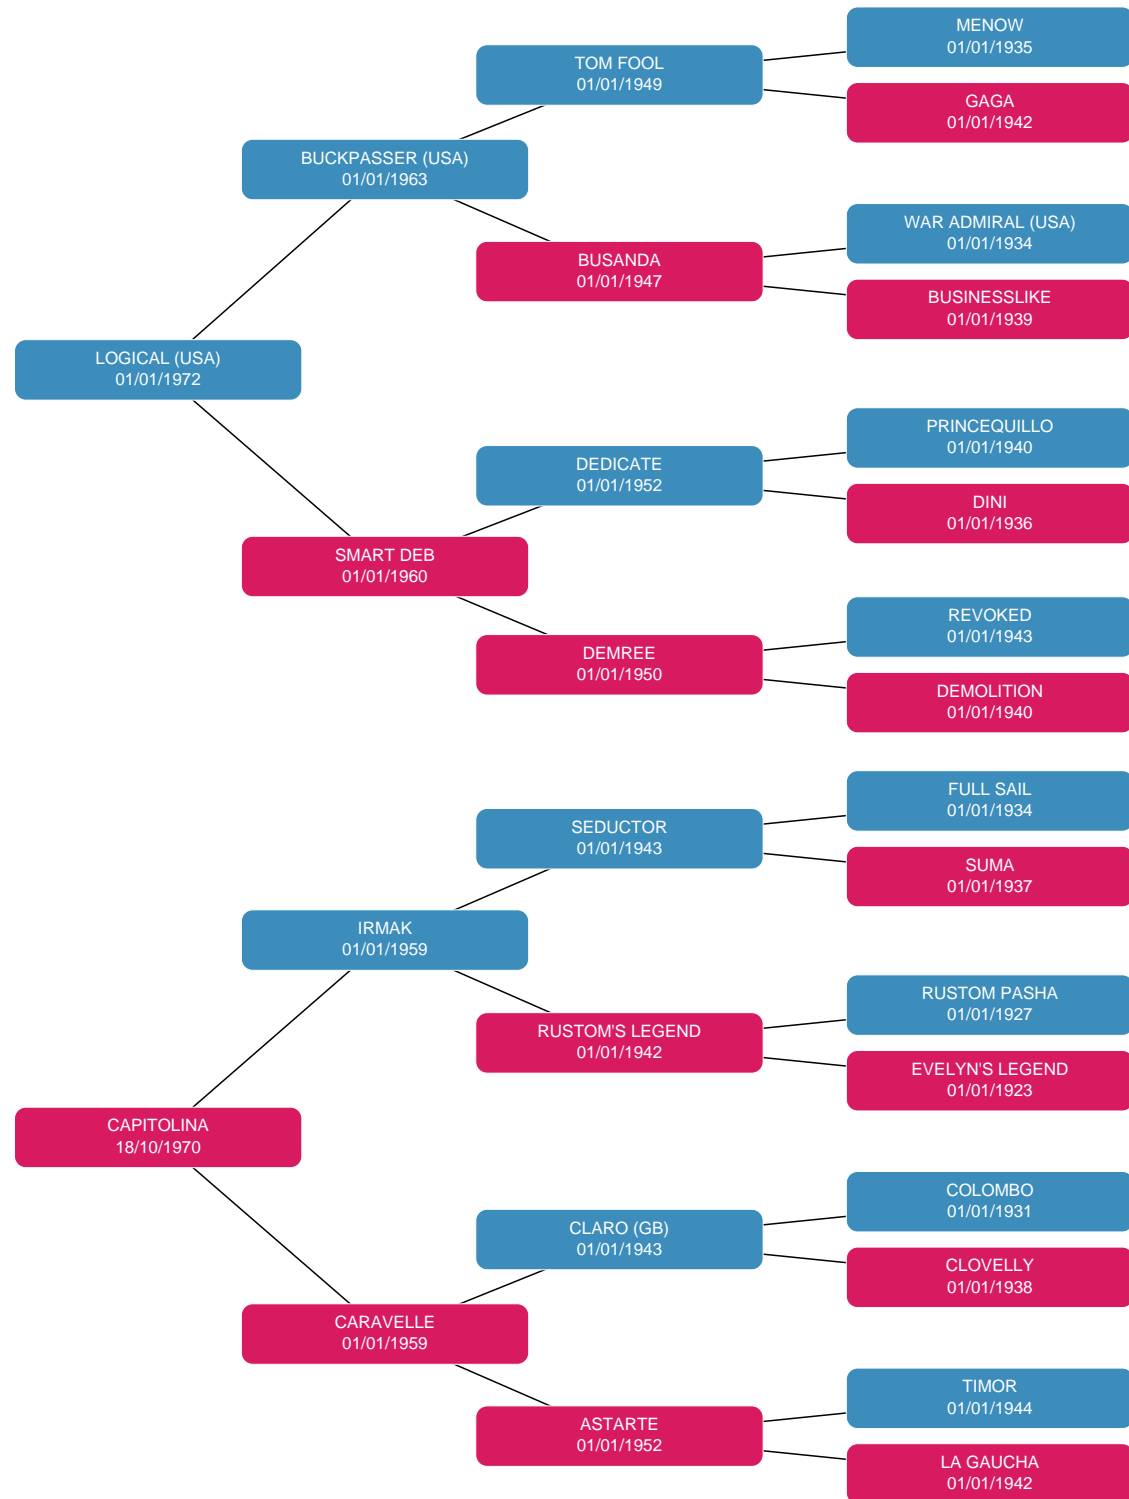 MENOW
01/01/1935
TOM FOOL
01/01/1949
GAGA
01/01/1942
BUCKPASSER (USA)
01/01/1963
WAR ADMIRAL (USA)
01/01/1934
BUSANDA
01/01/1947
BUSINESSLIKE
01/01/1939
LOGICAL (USA)
01/01/1972
PRINCEQUILLO
01/01/1940
DEDICATE
01/01/1952
DINI
01/01/1936
SMART DEB
01/01/1960
REVOKED
01/01/1943
DEMREE
01/01/1950
DEMOLITION
01/01/1940
FULL SAIL
01/01/1934
SEDUCTOR
01/01/1943
SUMA
01/01/1937
IRMAK
01/01/1959
RUSTOM PASHA
01/01/1927
RUSTOM'S LEGEND
01/01/1942
EVELYN'S LEGEND
01/01/1923
CAPITOLINA
18/10/1970
COLOMBO
01/01/1931
CLARO (GB)
01/01/1943
CLOVELLY
01/01/1938
CARAVELLE
01/01/1959
TIMOR
01/01/1944
ASTARTE
01/01/1952
LA GAUCHA
01/01/1942